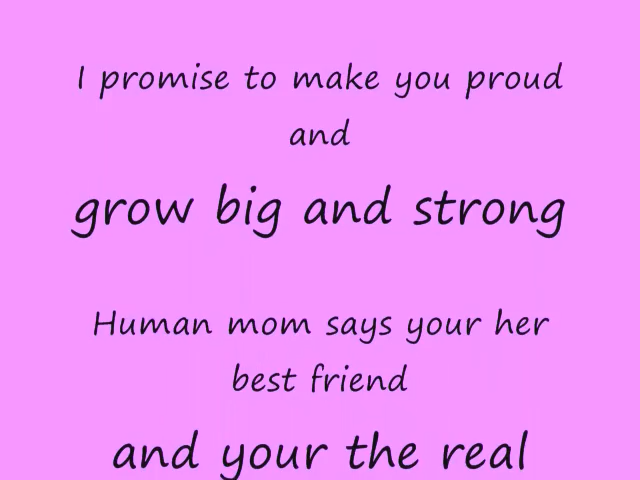 I promise to make you proud
and
grow big and strong
Human mom says your her
best friend
and your the real